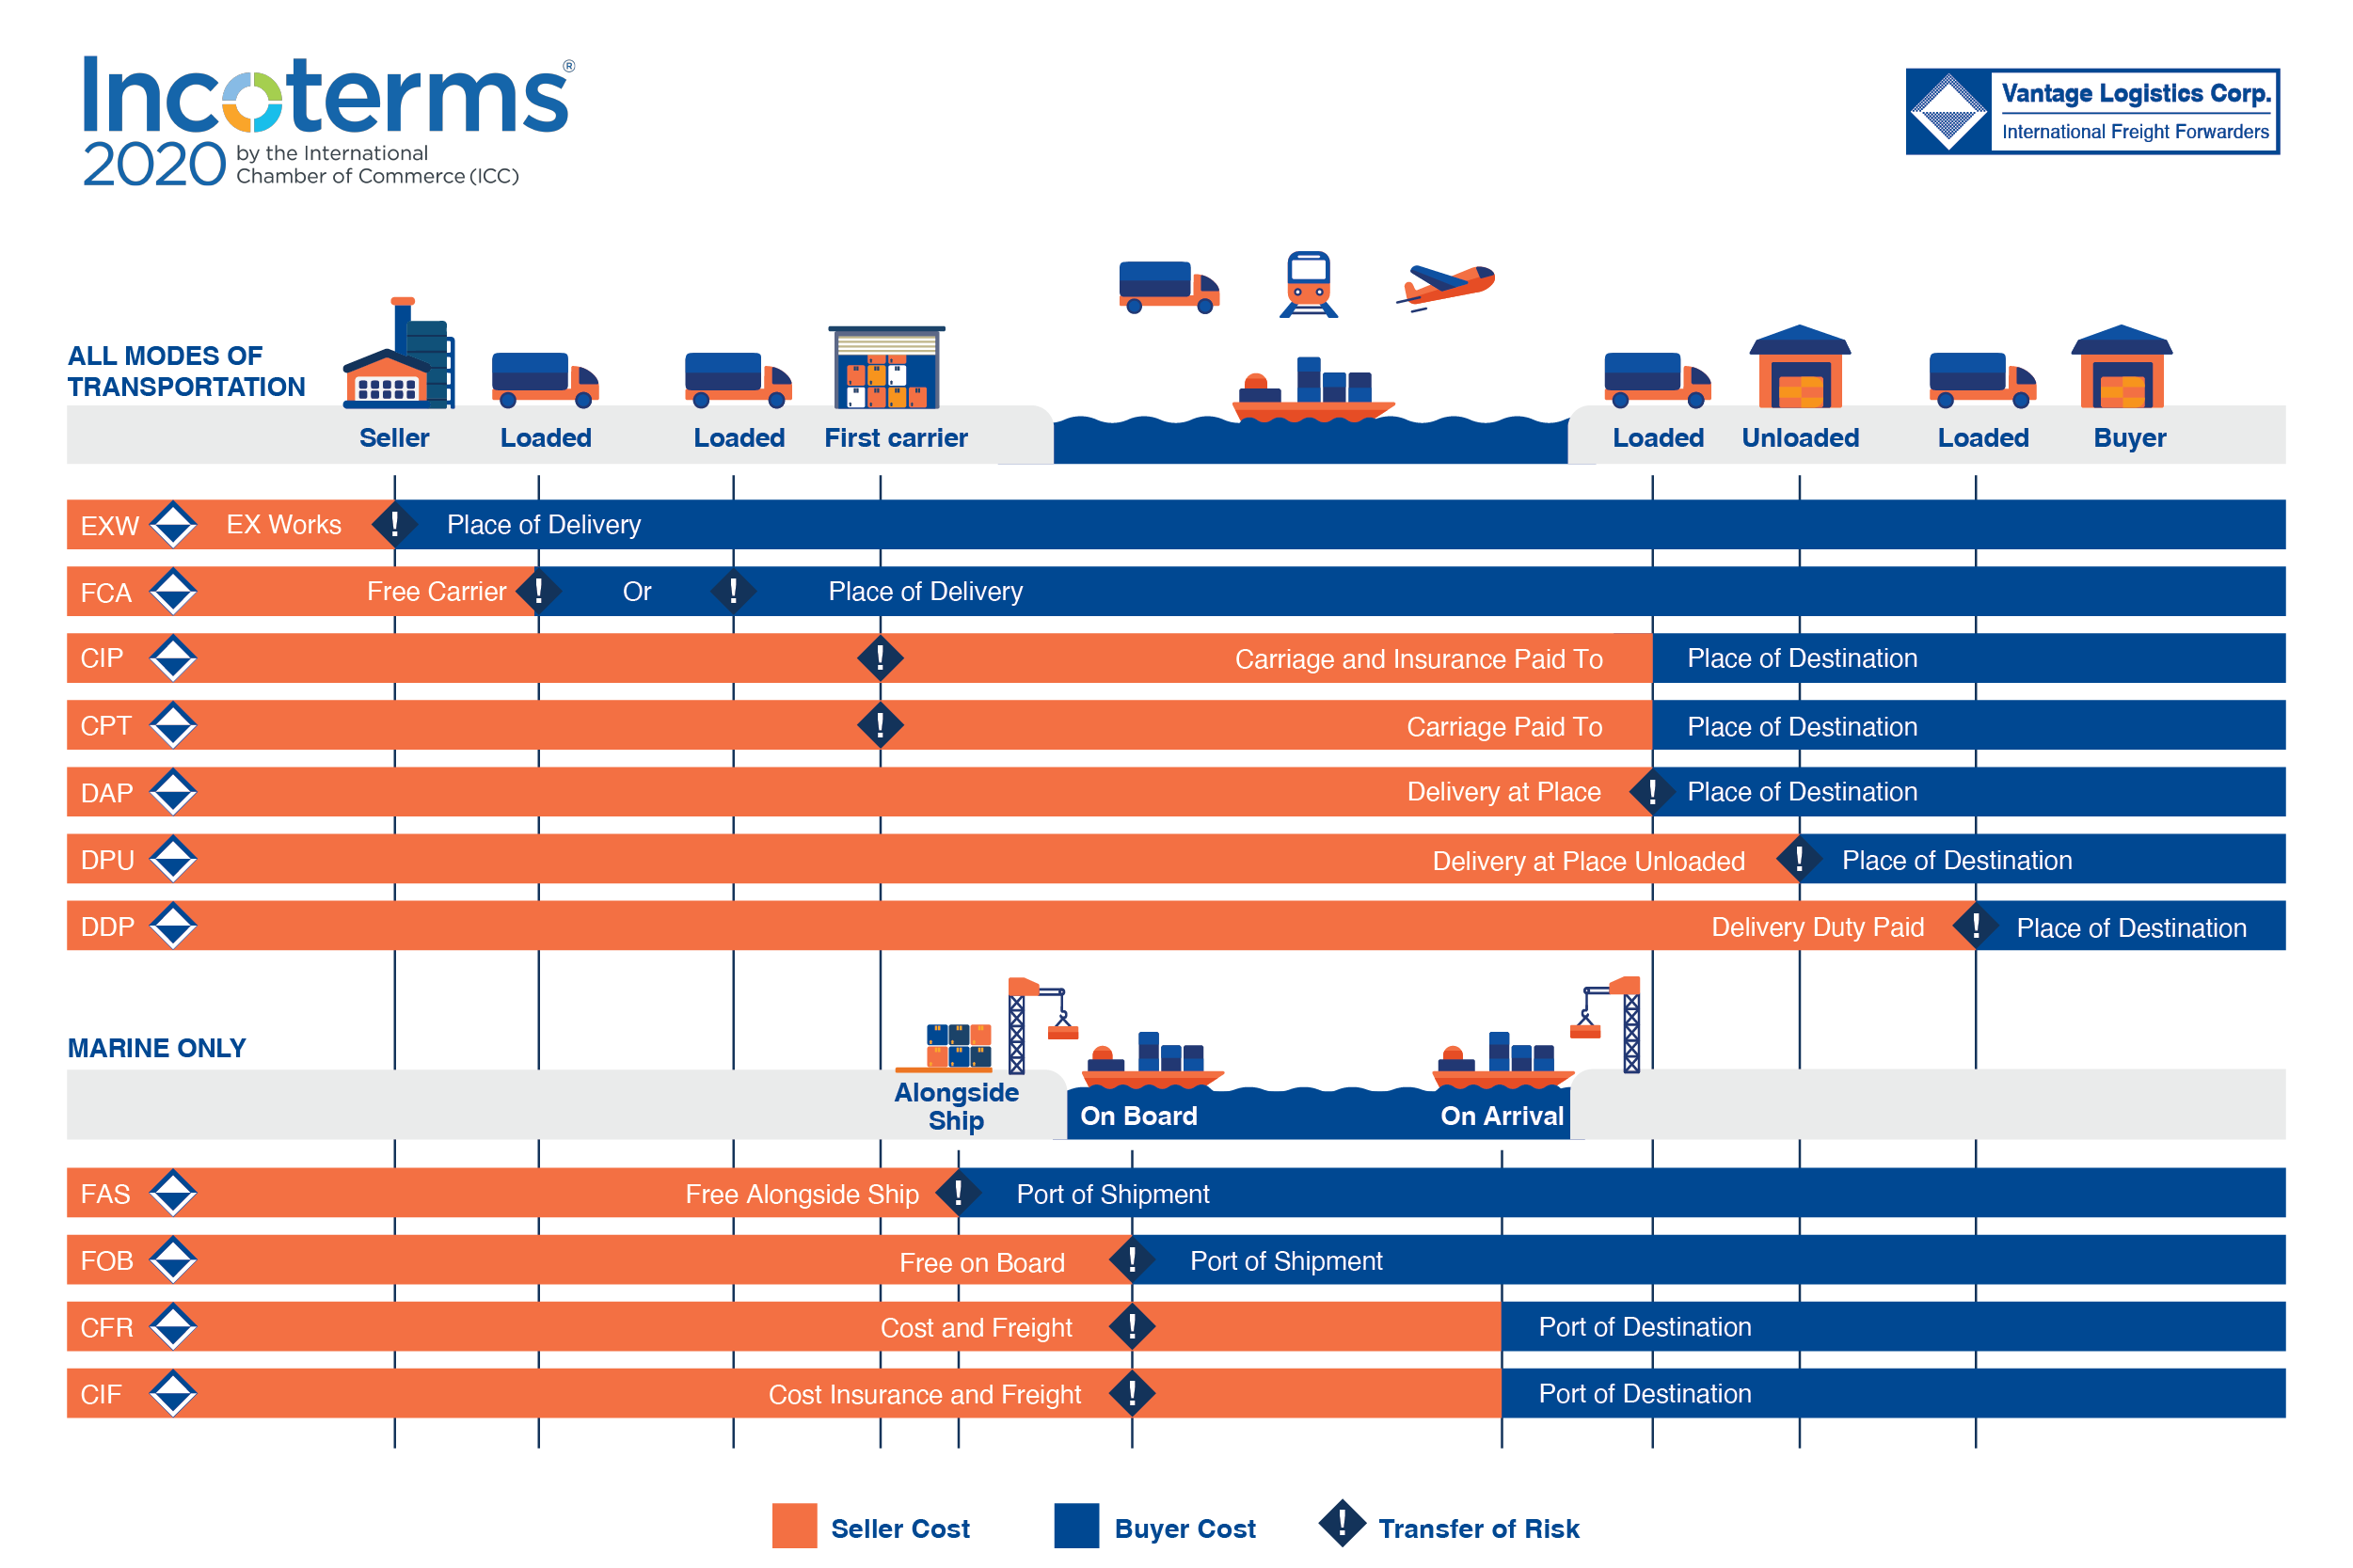 Incoterms®
2020 by the International
Chamber of Commerce (ICC)
Vantage Logistics Corp.
International Freight Forwarders
ALL MODES OF
TRANSPORTATION
Seller Loaded Loaded First carrier Loaded Unloaded Loaded Buyer
EXW EX Works ! Place of Delivery
FCA Free Carrier ! Or ! Place of Delivery
CIP ! Carriage and Insurance Paid To Place of Destination
CPT ! Carriage Paid To Place of Destination
DAP Delivery at Place ! Place of Destination
DPU Delivery at Place Unloaded ! Place of Destination
DDP Delivery Duty Paid ! Place of Destination
MARINE ONLY
Alongside
Ship On Board On Arrival
FAS Free Alongside Ship ! Port of Shipment
FOB Free on Board ! Port of Shipment
CFR Cost and Freight ! Port of Destination
CIF Cost Insurance and Freight ! Port of Destination
Seller Cost Buyer Cost ! Transfer of Risk